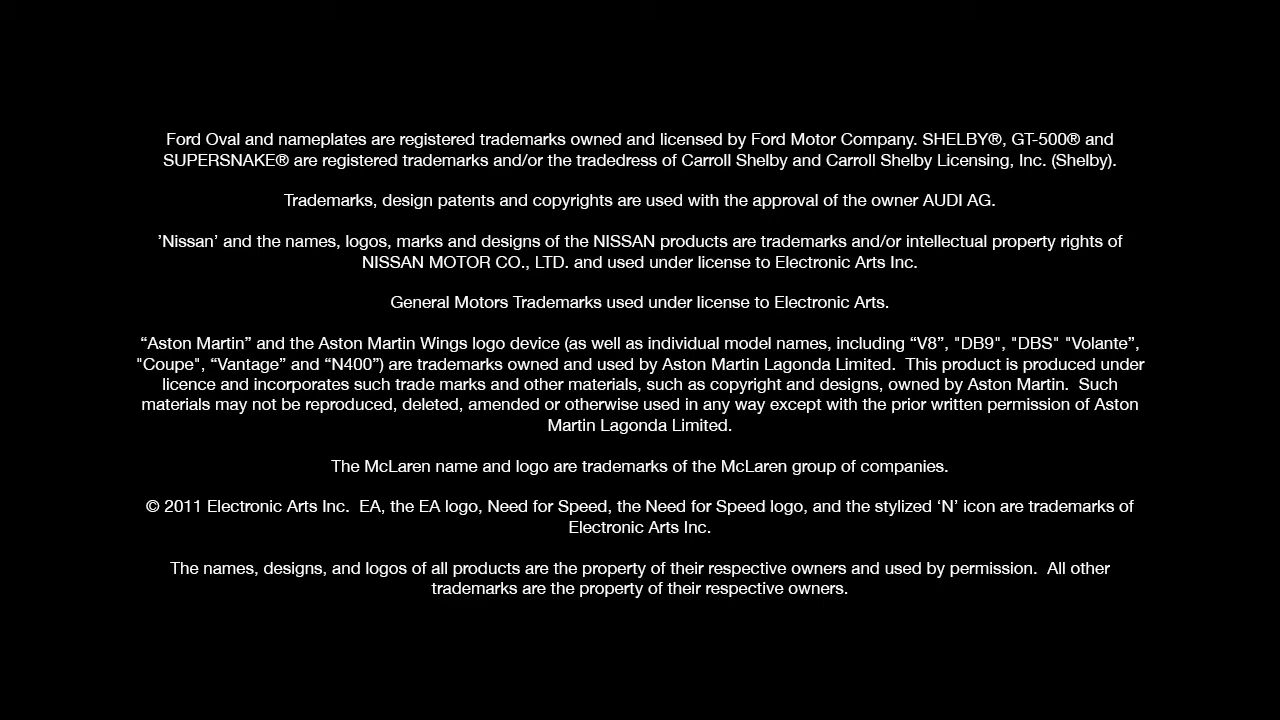 Ford Oval and nameplates are registered trademarks owned and licensed by Ford Motor Company. SHELBY®, GT-500® and
SUPERSNAKE® are registered trademarks and/or the tradedress of Carroll Shelby and Carroll Shelby Licensing, Inc. (Shelby).
Trademarks, design patents and copyrights are used with the approval of the owner AUDI AG.
’Nissan’ and the names, logos, marks and designs of the NISSAN products are trademarks and/or intellectual property rights of
NISSAN MOTOR CO., LTD. and used under license to Electronic Arts Inc.
General Motors Trademarks used under license to Electronic Arts.
“Aston Martin” and the Aston Martin Wings logo device (as well as individual model names, including “V8”, "DB9", "DBS" "Volante”,
"Coupe", “Vantage” and “N400”) are trademarks owned and used by Aston Martin Lagonda Limited.  This product is produced under
licence and incorporates such trade marks and other materials, such as copyright and designs, owned by Aston Martin.  Such
materials may not be reproduced, deleted, amended or otherwise used in any way except with the prior written permission of Aston
Martin Lagonda Limited.
The McLaren name and logo are trademarks of the McLaren group of companies.
© 2011 Electronic Arts Inc.  EA, the EA logo, Need for Speed, the Need for Speed logo, and the stylized ‘N’ icon are trademarks of
Electronic Arts Inc.
The names, designs, and logos of all products are the property of their respective owners and used by permission.  All other
trademarks are the property of their respective owners.